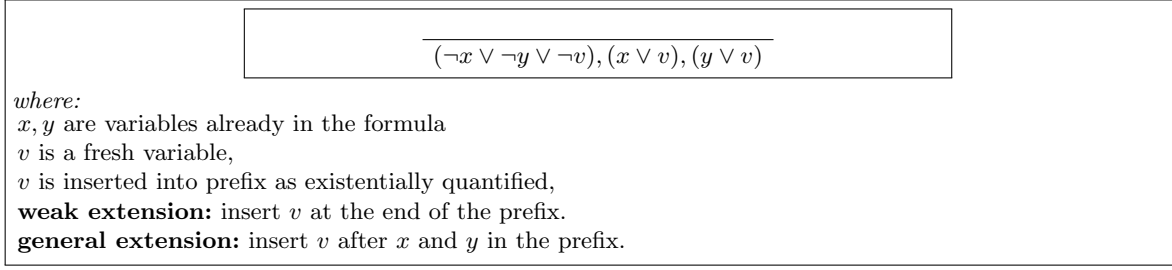 (¬x ∨ ¬y ∨ ¬v), (x ∨ v), (y ∨ v)
where:
x, y are variables already in the formula
v is a fresh variable,
v is inserted into prefix as existentially quantified,
weak extension: insert v at the end of the prefix.
general extension: insert v after x and y in the prefix.